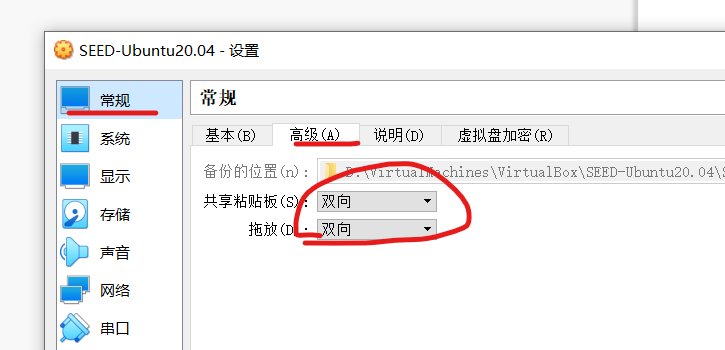 SEED-Ubuntu20.04 - 设置
常规
系统
显示
存储
声音
网络
串口
常规
基本(B)
高级(A)
说明(D)
虚拟盘加密(R)
备份的位置(n): D:\VirtualMachines\VirtualBox\SEED-Ubuntu20.04\S
共享粘贴板(S): 双向
拖放(D): 双向